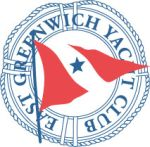 EAST GREENWICH YACHT CLUB